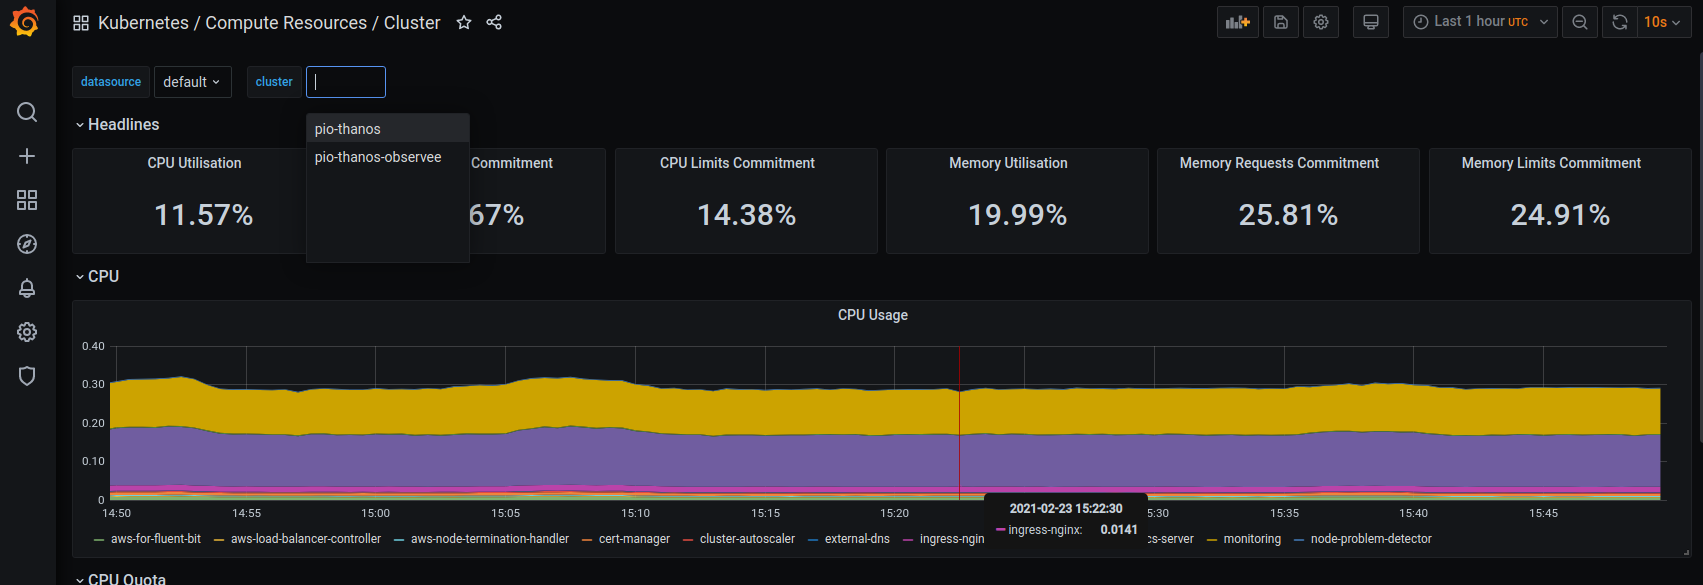 Kubernetes / Compute Resources / Cluster
Last 1 hour UTC
10s
datasource default cluster
pio-thanos
pio-thanos-observee
Headlines
CPU Utilisation
11.57%
Commitment
67%
CPU Limits Commitment
14.38%
Memory Utilisation
19.99%
Memory Requests Commitment
25.81%
Memory Limits Commitment
24.91%
CPU
CPU Usage
0.40
0.30
0.20
0.10
0
14:50 14:55 15:00 15:05 15:10 15:15 15:20 5:30 15:35 15:40 15:45
2021-02-23 15:22:30
ingress-nginx: 0.0141
aws-for-fluent-bit aws-load-balancer-controller aws-node-termination-handler cert-manager cluster-autoscaler external-dns ingress-ngin cs-server monitoring node-problem-detector
CPU Quota